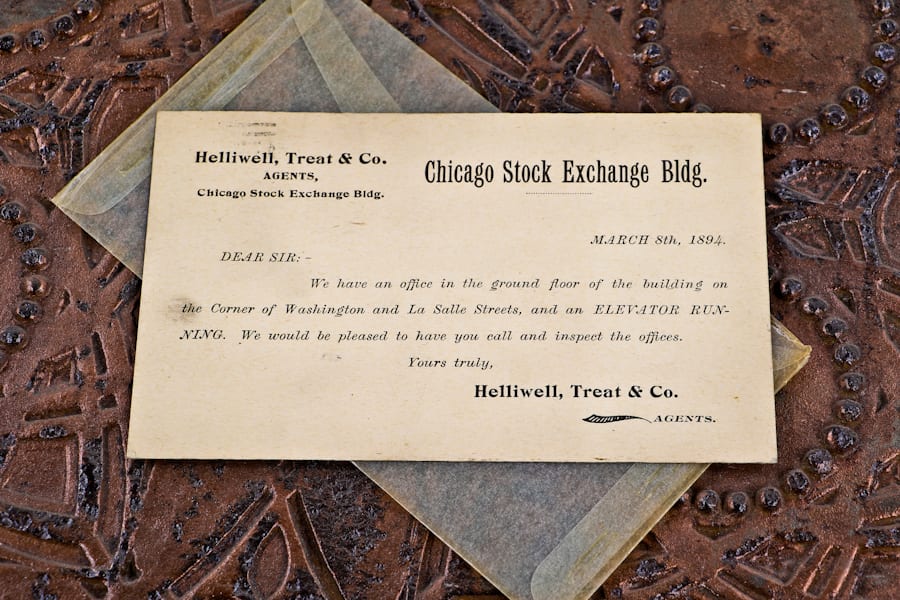 Helliwell, Treat & Co.
AGENTS,
Chicago Stock Exchange Bldg.
Chicago Stock Exchange Bldg.
MARCH 8th, 1894.
DEAR SIR: -
We have an office in the ground floor of the building on
the Corner of Washington and La Salle Streets, and an ELEVATOR RUN-
NING. We would be pleased to have you call and inspect the offices.
Yours truly,
Helliwell, Treat & Co.
AGENTS.